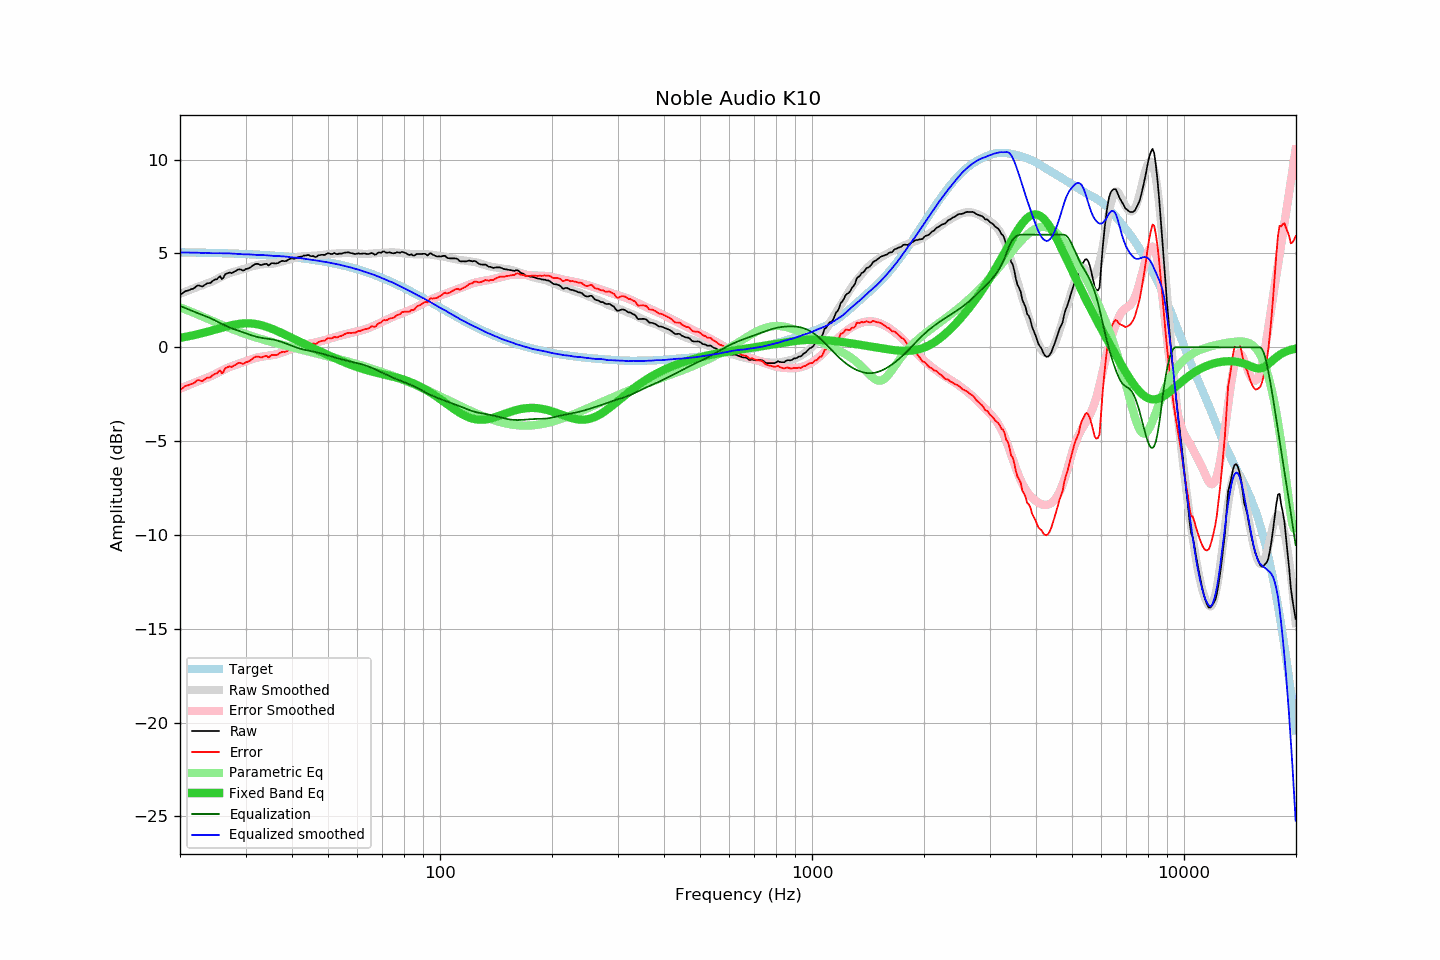 Noble Audio K10
10
5
0
−5
−10
−15
−20
−25
Amplitude (dBr)
Target
Raw Smoothed
Error Smoothed
Raw
Error
Parametric Eq
Fixed Band Eq
Equalization
Equalized smoothed
100 1000 10000
Frequency (Hz)